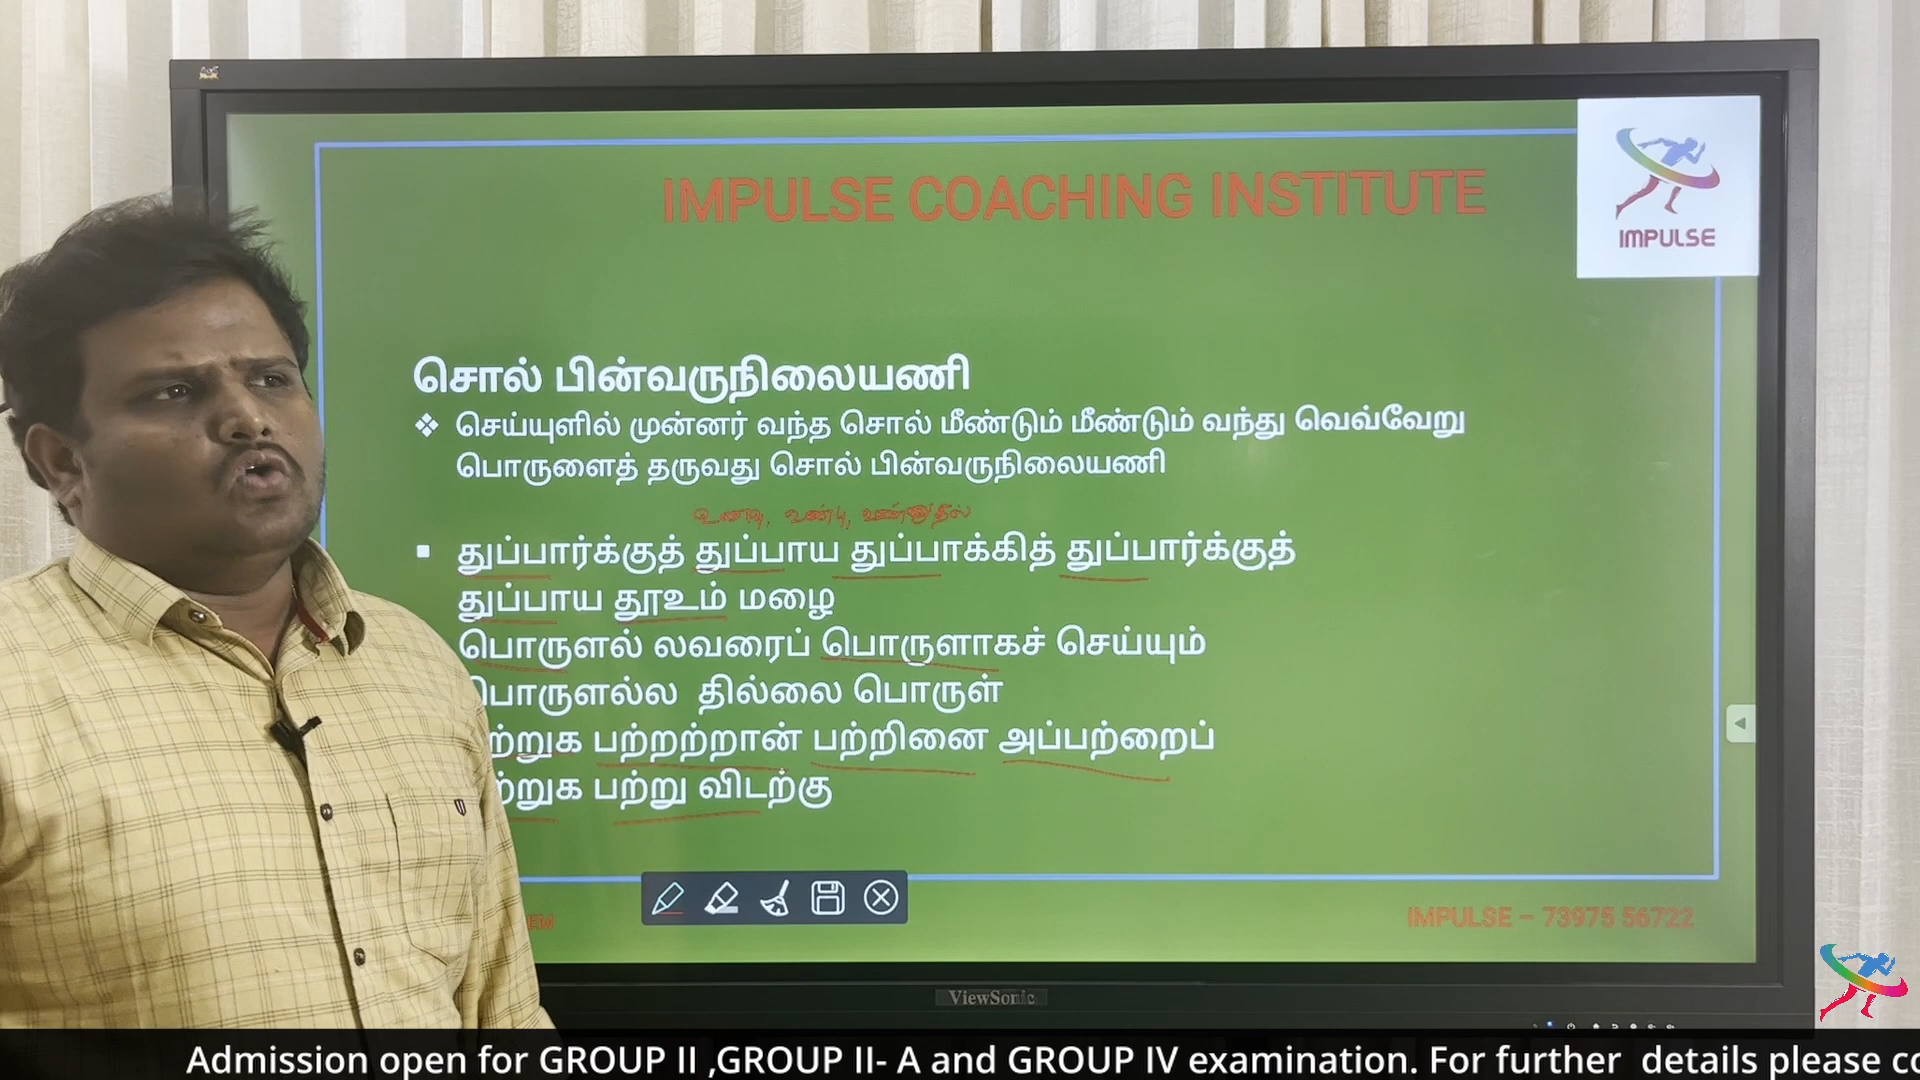 IMPULSE COACHING INSTITUTE
IMPULSE
சொல் பின்வருநிலையணி
❖ செய்யுளில் முன்னர் வந்த சொல் மீண்டும் மீண்டும் வந்து வெவ்வேறு
பொருளைத் தருவது சொல் பின்வருநிலையணி
▪ துப்பார்க்குத் துப்பாய துப்பாக்கித் துப்பார்க்குத்
துப்பாய தூஉம் மழை
பொருளல் லவரைப் பொருளாகச் செய்யும்
பொருளல்ல தில்லை பொருள்
பற்றற்றான் பற்றினை அப்பற்றைப்
பற்று விடற்கு
EM
IMPULSE – 73975 56722
ViewSonic
Admission open for GROUP II ,GROUP II- A and GROUP IV examination. For further details please co